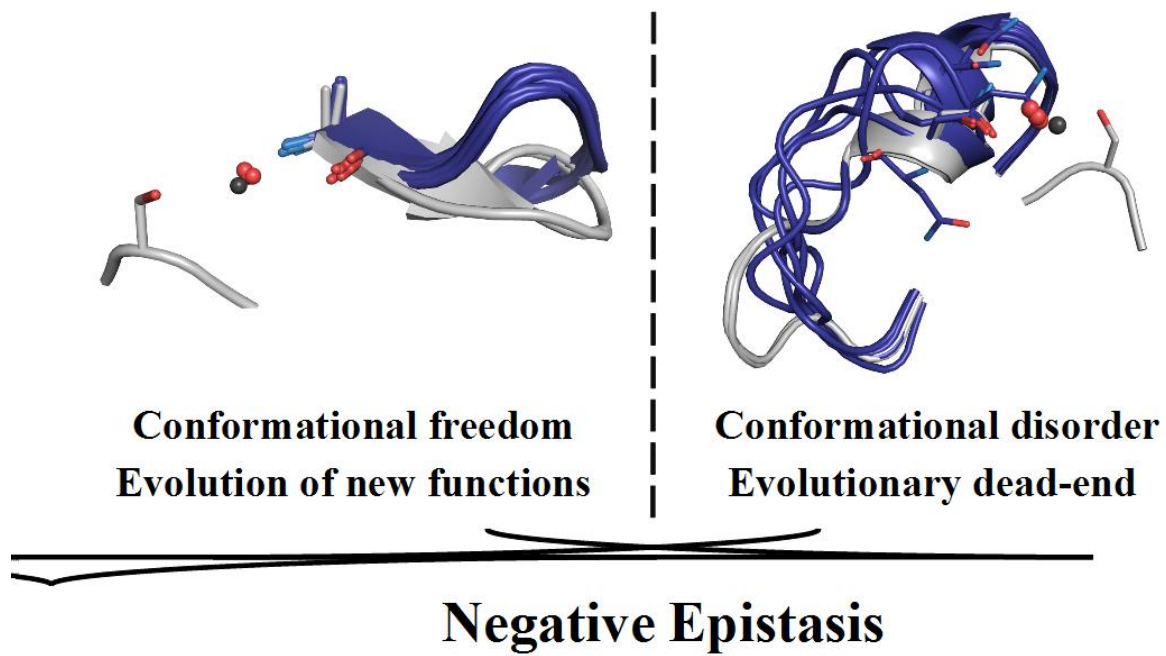 Conformational freedom
Evolution of new functions
Conformational disorder
Evolutionary dead-end
Negative Epistasis